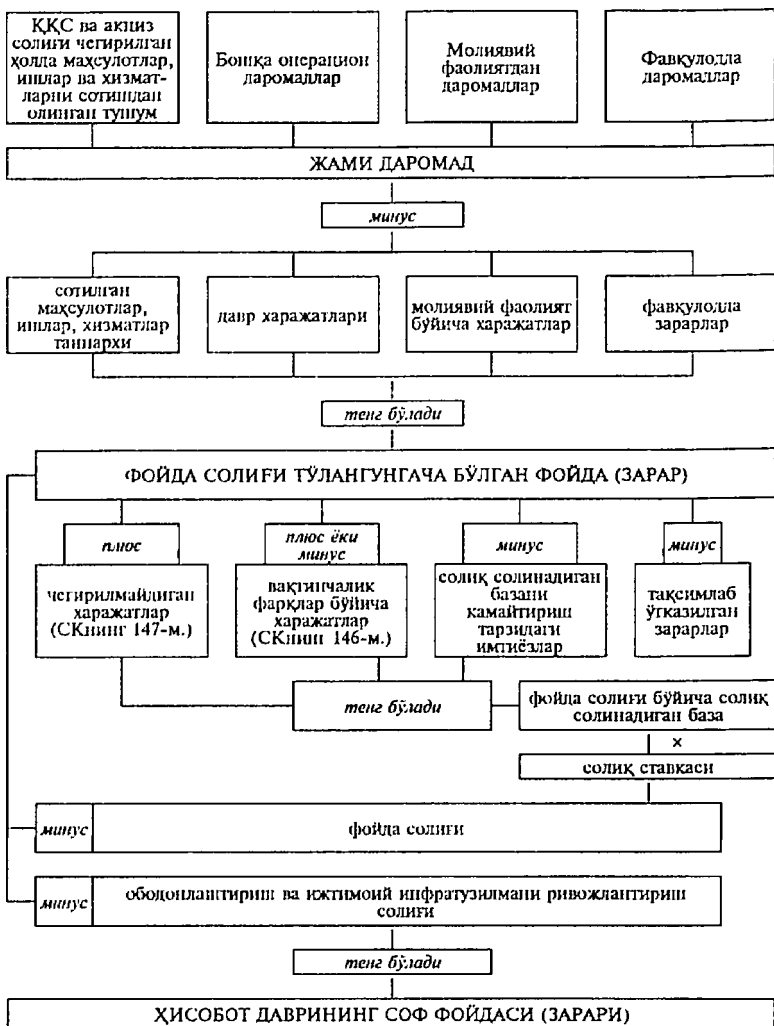 ҚҚС ва акциз
солиғи чегирилган
ҳолда маҳсулотлар,
ишлар ва хизмат-
ларни сотишдан
олинган тушум
Бошқа операцион
даромадлар
Молиявий
фаолиятдан
даромадлар
Фавқулодда
даромадлар
ЖАМИ ДАРОМАД
минус
сотилган
маҳсулотлар,
ишлар, хизматлар
таннархи
давр харажатлари
молиявий фаолият
бўйича харажатлар
фавқулодда
зарарлар
тенг бўлади
ФОЙДА СОЛИҒИ ТЎЛАНГУНГАЧА БЎЛГАН ФОЙДА (ЗАРАР)
плюс
плюс ёки
минус
минус
минус
чегирилмайдиган
харажатлар
(СКнинг 147-м.)
вақтинчалик
фарқлар бўйича
харажатлар
(СКнинг 146-м.)
солиқ солинадиган
базани
камайтириш
тарзидаги
имтиёзлар
тақсимлаб
ўтказилган
зарарлар
тенг бўлади
фойда солиғи бўйича солиқ
солинадиган база
×
солиқ ставкаси
минус
фойда солиғи
минус
ободонлаштириш ва ижтимоий инфратузилмани ривожлантириш
солиғи
тенг бўлади
ҲИСОБОТ ДАВРИНИНГ СОФ ФОЙДАСИ (ЗАРАРИ)